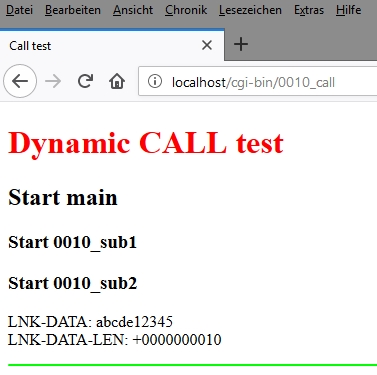 Datei Bearbeiten Ansicht Chronik Lesezeichen Extras Hilfe
Call test
localhost/cgi-bin/0010_call
Dynamic CALL test
Start main
Start 0010_sub1
Start 0010_sub2
LNK-DATA: abcde12345
LNK-DATA-LEN: +0000000010